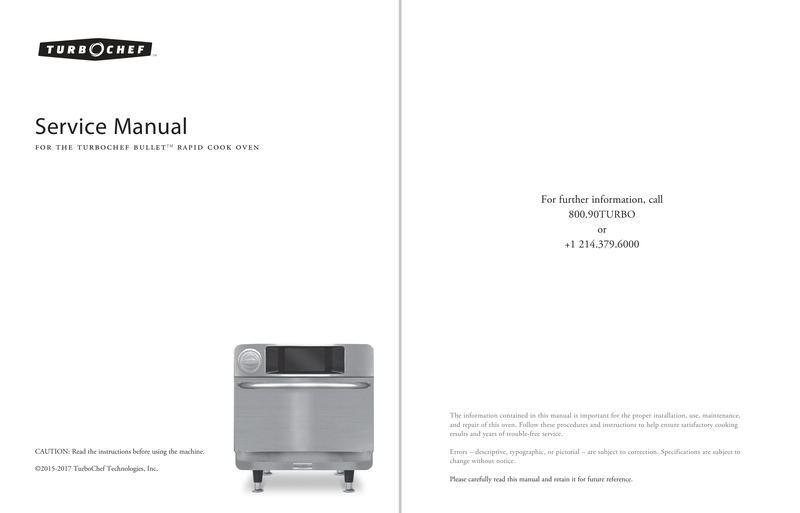 TURBOCHEF™
Service Manual
FOR THE TURBOCHEF BULLET™ RAPID COOK OVEN
CAUTION: Read the instructions before using the machine.
©2015-2017 TurboChef Technologies, Inc.
For further information, call
800.90TURBO
or
+1 214.379.6000
The information contained in this manual is important for the proper installation, use, maintenance,
and repair of this oven. Follow these procedures and instructions to help ensure satisfactory cooking
results and years of trouble-free service.
Errors – descriptive, typographic, or pictorial – are subject to correction. Specifications are subject to
change without notice.
Please carefully read this manual and retain it for future reference.